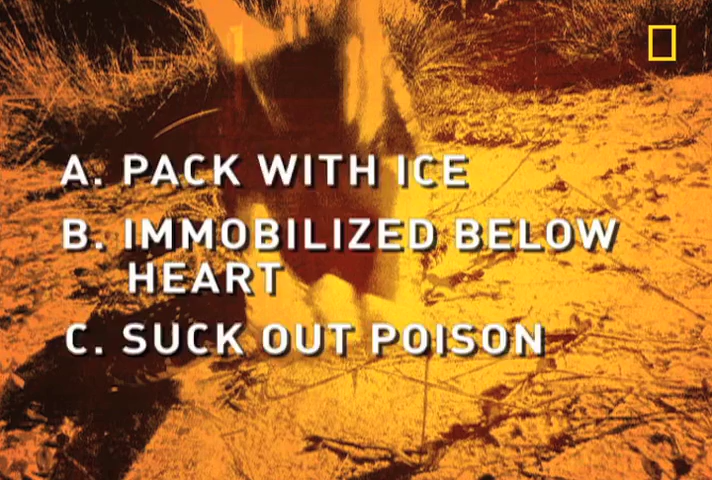 A. PACK WITH ICE
B. IMMOBILIZED BELOW
HEART
C. SUCK OUT POISON